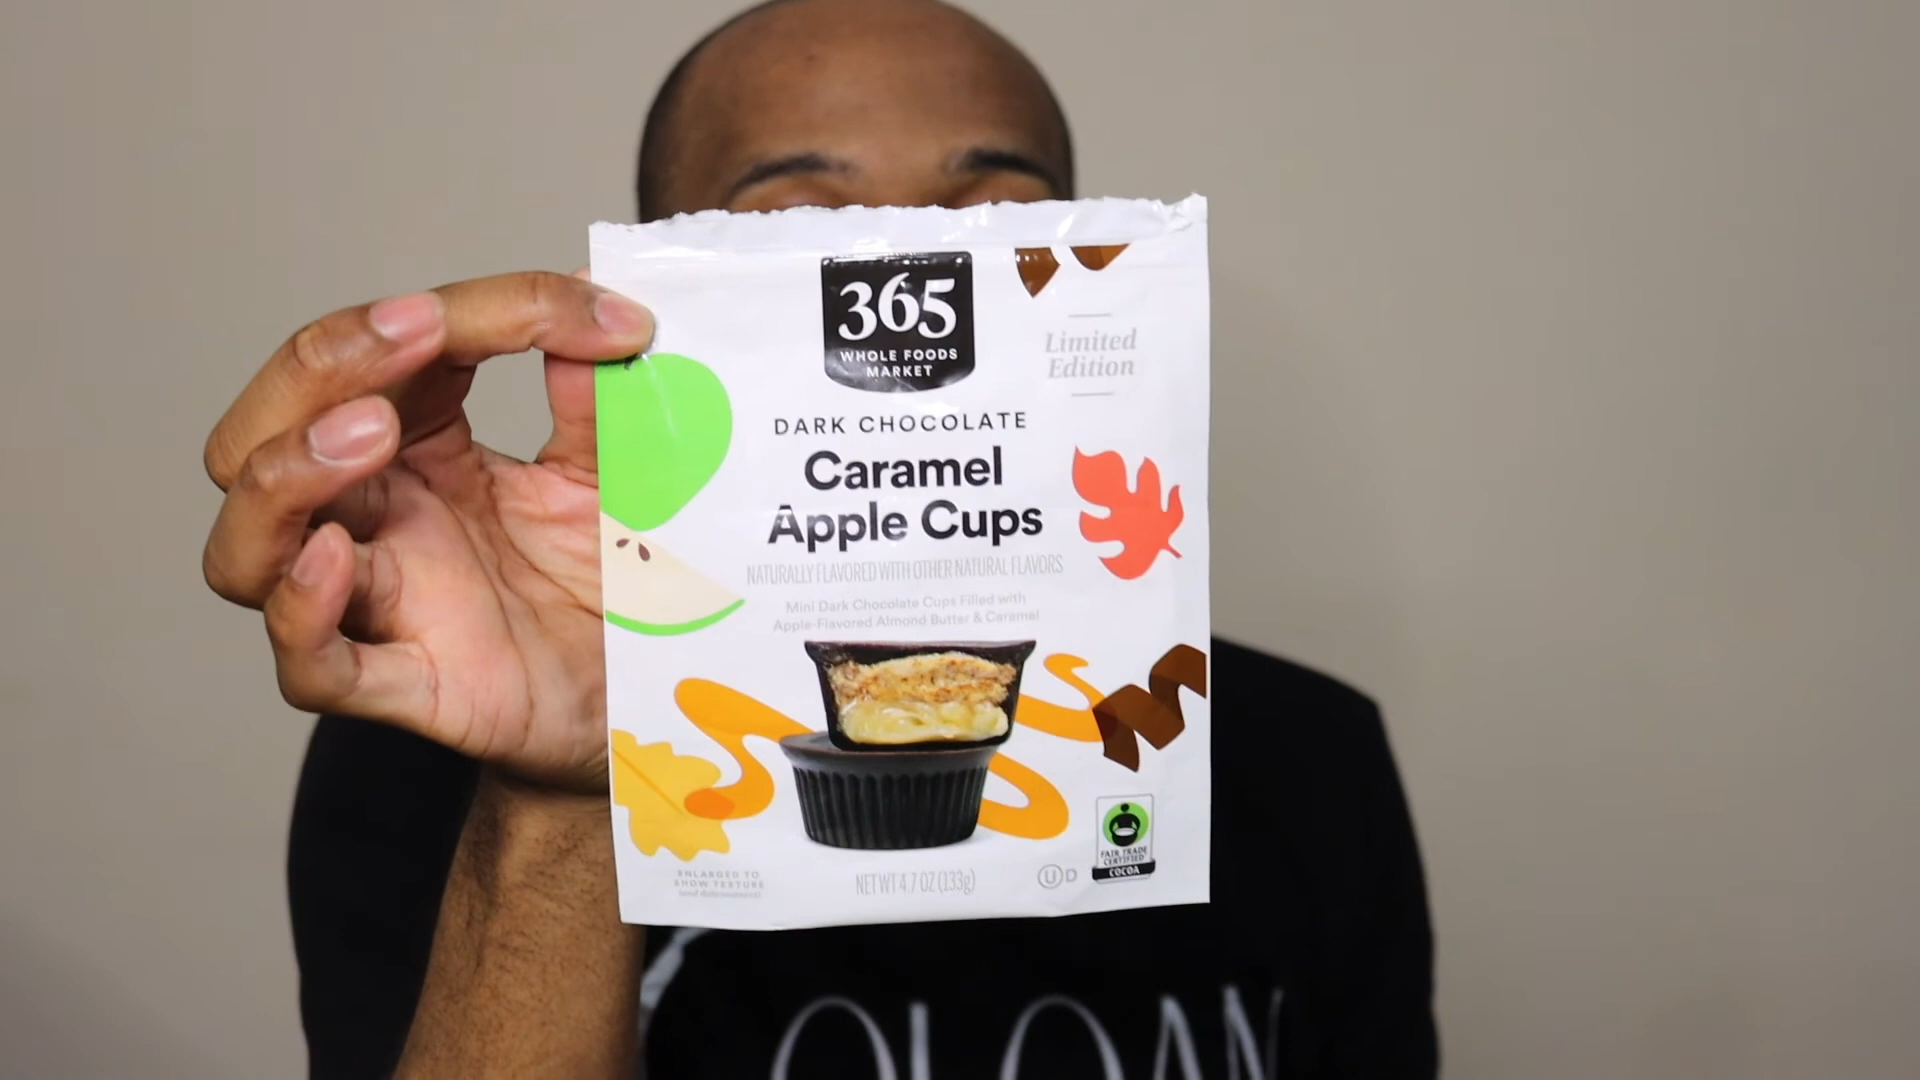 365
WHOLE FOODS
MARKET
Limited
Edition
DARK CHOCOLATE
Caramel
Apple Cups
NATURALLY FLAVORED WITH OTHER NATURAL FLAVORS
Mini Dark Chocolate Cups Filled with
Apple-Flavored Almond Butter & Caramel
FAIR TRADE
CERTIFIED
COCOA
ENLARGED TO
SHOW TEXTURE
NET WT 4.7 OZ (133g)
U D